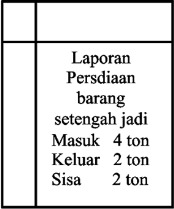 Laporan
Persdiaan
barang
setengah jadi
Masuk 4 ton
Keluar 2 ton
Sisa 2 ton